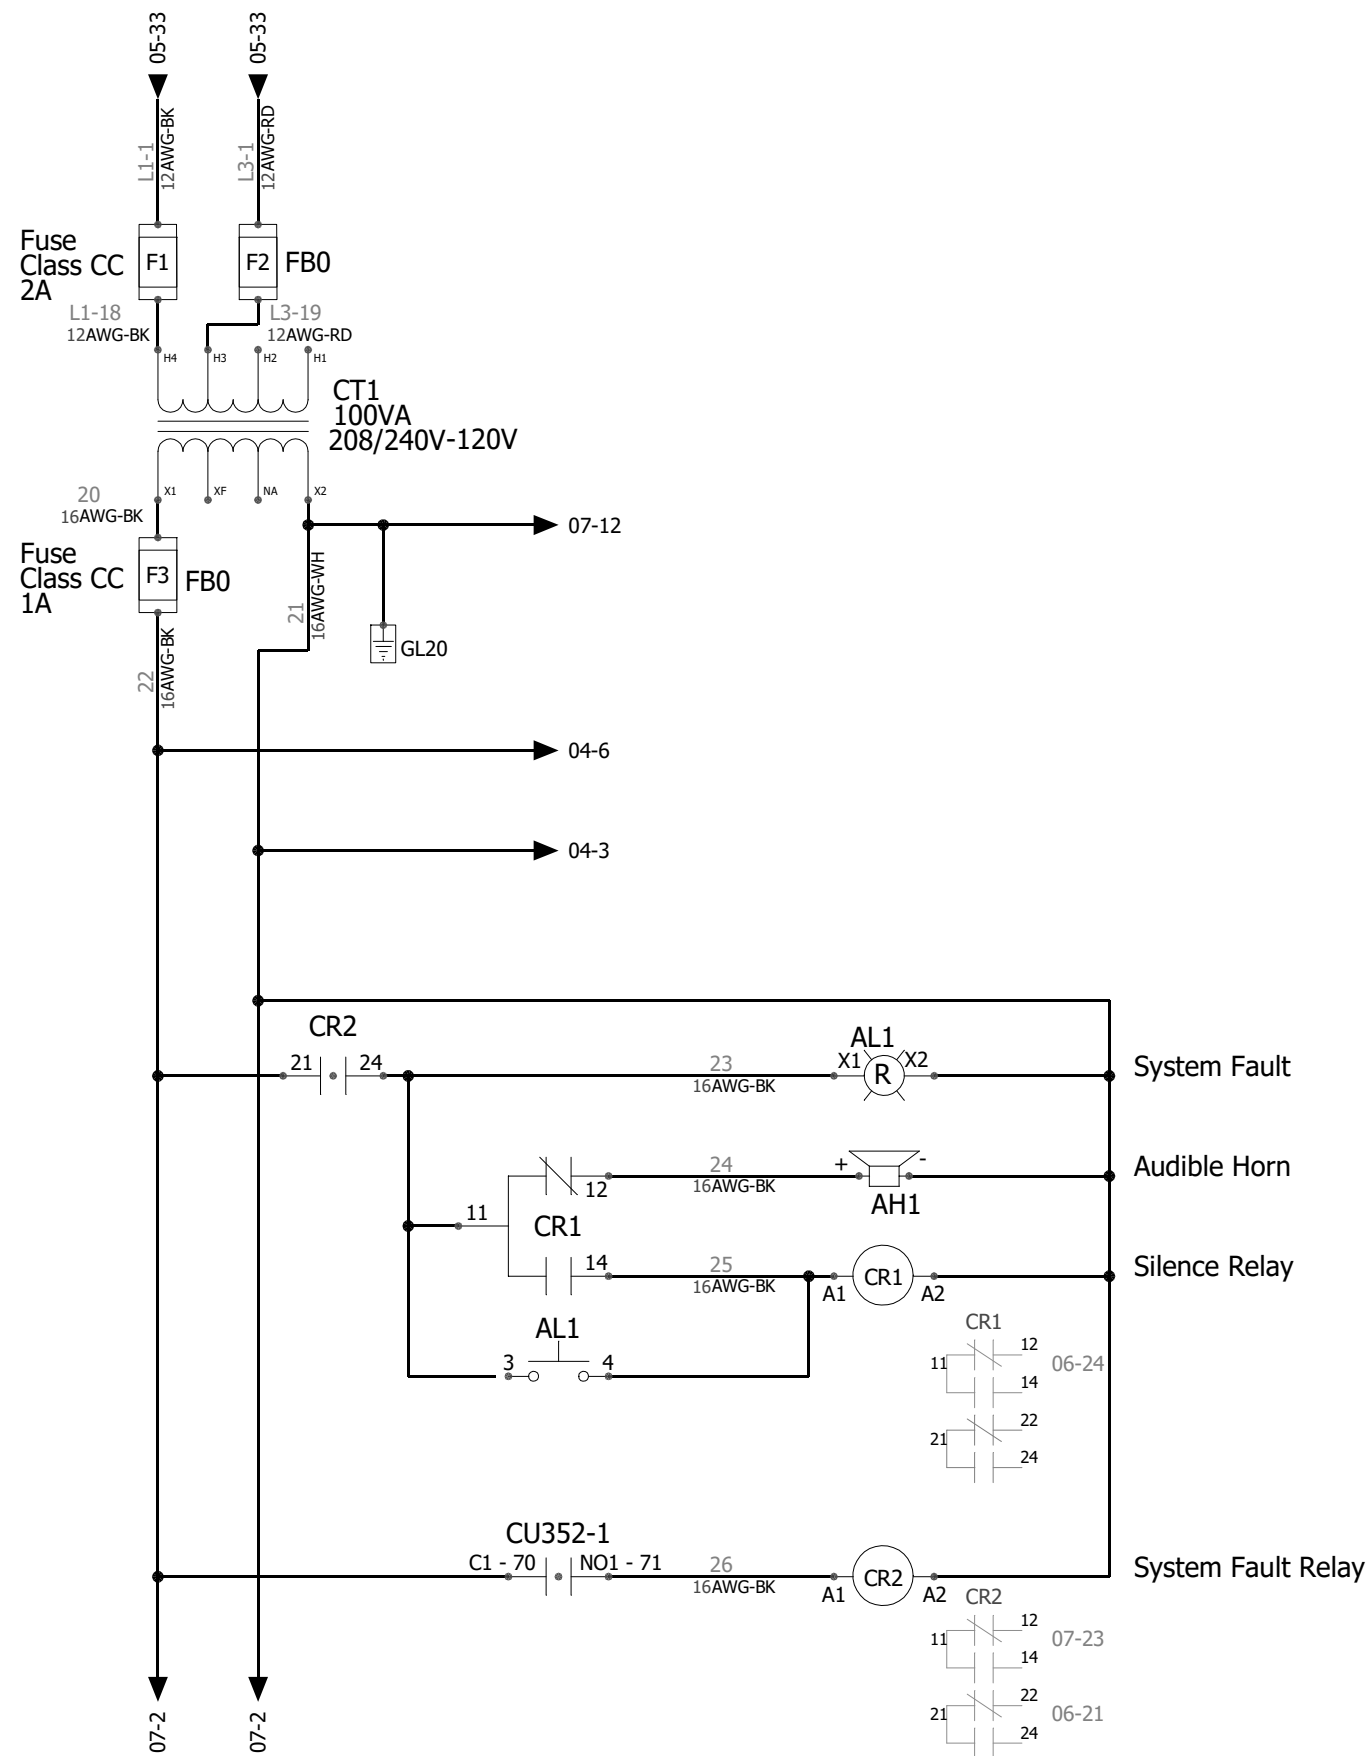 05-33
05-33
L1-1
12AWG-BK
L3-1
12AWG-RD
Fuse
Class CC
2A
F1
F2
FB0
L1-18
12AWG-BK
L3-19
12AWG-RD
H4
H3
H2
H1
CT1
100VA
208/240V-120V
X1
XF
NA
X2
20
16AWG-BK
07-12
Fuse
Class CC
1A
F3
FB0
21
16AWG-WH
GL20
22
16AWG-BK
04-6
04-3
CR2
21
24
23
16AWG-BK
AL1
X1
R
X2
System Fault
12
24
16AWG-BK
+
-
AH1
Audible Horn
11
CR1
14
25
16AWG-BK
A1
CR1
A2
Silence Relay
AL1
3
4
CR1
11
12
14
06-24
21
22
24
CU352-1
C1 - 70
NO1 - 71
26
16AWG-BK
A1
CR2
A2
System Fault Relay
CR2
11
12
14
07-23
21
22
24
06-21
07-2
07-2